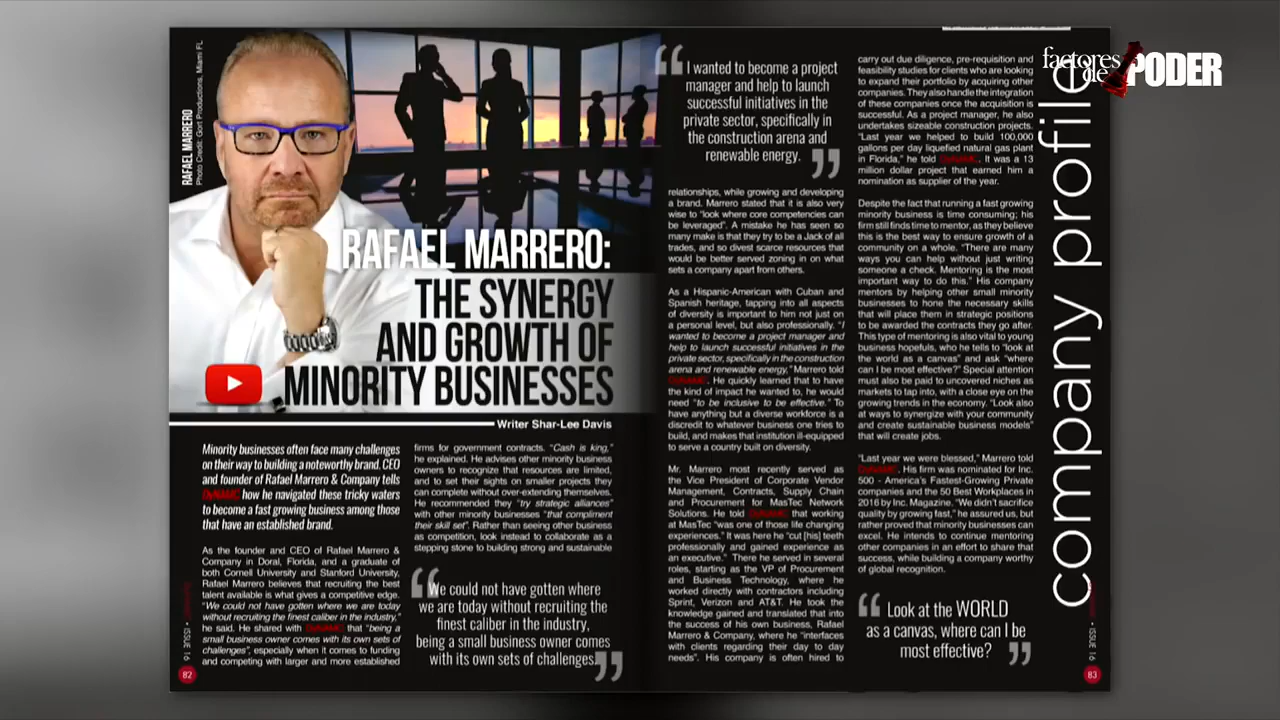 factores
de PODER
RAFAEL MARRERO
Photo Credit: Gort Productions, Miami FL
RAFAEL MARRERO:
THE SYNERGY
AND GROWTH OF
MINORITY BUSINESSES
Writer Shar-Lee Davis
Minority businesses often face many challenges
on their way to building a noteworthy brand. CEO
and founder of Rafael Marrero & Company tells
DyNAMC how he navigated these tricky waters
to become a fast growing business among those
that have an established brand.
As the founder and CEO of Rafael Marrero &
Company in Doral, Florida, and a graduate of
both Cornell University and Stanford University,
Rafael Marrero believes that recruiting the best
talent available is what gives a competitive edge.
"We could not have gotten where we are today
without recruiting the finest caliber in the industry,"
he said. He shared with DyNAMC that "being a
small business owner comes with its own sets of
challenges", especially when it comes to funding
and competing with larger and more established
firms for government contracts. "Cash is king,"
he explained. He advises other minority business
owners to recognize that resources are limited,
and to set their sights on smaller projects they
can complete without over-extending themselves.
He recommended they "try strategic alliances"
with other minority businesses "that compliment
their skill set". Rather than seeing other business
as competition, look instead to collaborate as a
stepping stone to building strong and sustainable
“ We could not have gotten where
we are today without recruiting the
finest caliber in the industry,
being a small business owner comes
with its own sets of challenges. ”
82
• ISSUE 16
“ I wanted to become a project
manager and help to launch
successful initiatives in the
private sector, specifically in
the construction arena and
renewable energy. ”
relationships, while growing and developing
a brand. Marrero stated that it is also very
wise to "look where core competencies can
be leveraged". A mistake he has seen so
many make is that they try to be a Jack of all
trades, and so divest scarce resources that
would be better served zoning in on what
sets a company apart from others.
As a Hispanic-American with Cuban and
Spanish heritage, tapping into all aspects
of diversity is important to him not just on
a personal level, but also professionally. "I
wanted to become a project manager and
help to launch successful initiatives in the
private sector, specifically in the construction
arena and renewable energy," Marrero told
DyNAMC. He quickly learned that to have
the kind of impact he wanted to, he would
need "to be inclusive to be effective." To
have anything but a diverse workforce is a
discredit to whatever business one tries to
build, and makes that institution ill-equipped
to serve a country built on diversity.
Mr. Marrero most recently served as
the Vice President of Corporate Vendor
Management, Contracts, Supply Chain
and Procurement for MasTec Network
Solutions. He told DyNAMC that working
at MasTec "was one of those life changing
experiences." It was here he "cut [his] teeth
professionally and gained experience as
an executive." There he served in several
roles, starting as the VP of Procurement
and Business Technology, where he
worked directly with contractors including
Sprint, Verizon and AT&T. He took the
knowledge gained and translated that into
the success of his own business, Rafael
Marrero & Company, where he "interfaces
with clients regarding their day to day
needs". His company is often hired to
carry out due diligence, pre-requisition and
feasibility studies for clients who are looking
to expand their portfolio by acquiring other
companies. They also handle the integration
of these companies once the acquisition is
successful. As a project manager, he also
undertakes sizeable construction projects.
"Last year we helped to build 100,000
gallons per day liquefied natural gas plant
in Florida," he told DyNAMC. It was a 13
million dollar project that earned him a
nomination as supplier of the year.
Despite the fact that running a fast growing
minority business is time consuming; his
firm still finds time to mentor, as they believe
this is the best way to ensure growth of a
community on a whole. "There are many
ways you can help without just writing
someone a check. Mentoring is the most
important way to do this." His company
mentors by helping other small minority
businesses to hone the necessary skills
that will place them in strategic positions
to be awarded the contracts they go after.
This type of mentoring is also vital to young
business hopefuls, who he tells to "look at
the world as a canvas" and ask "where
can I be most effective?" Special attention
must also be paid to uncovered niches as
markets to tap into, with a close eye on the
growing trends in the economy. "Look also
at ways to synergize with your community
and create sustainable business models"
that will create jobs.
"Last year we were blessed," Marrero told
DyNAMC. His firm was nominated for Inc.
500 - America's Fastest-Growing Private
companies and the 50 Best Workplaces in
2016 by Inc. Magazine. "We didn't sacrifice
quality by growing fast," he assured us, but
rather proved that minority businesses can
excel. He intends to continue mentoring
other companies in an effort to share that
success, while building a company worthy
of global recognition.
“ Look at the WORLD
as a canvas, where can I be
most effective? ”
company profile
• ISSUE 16
83